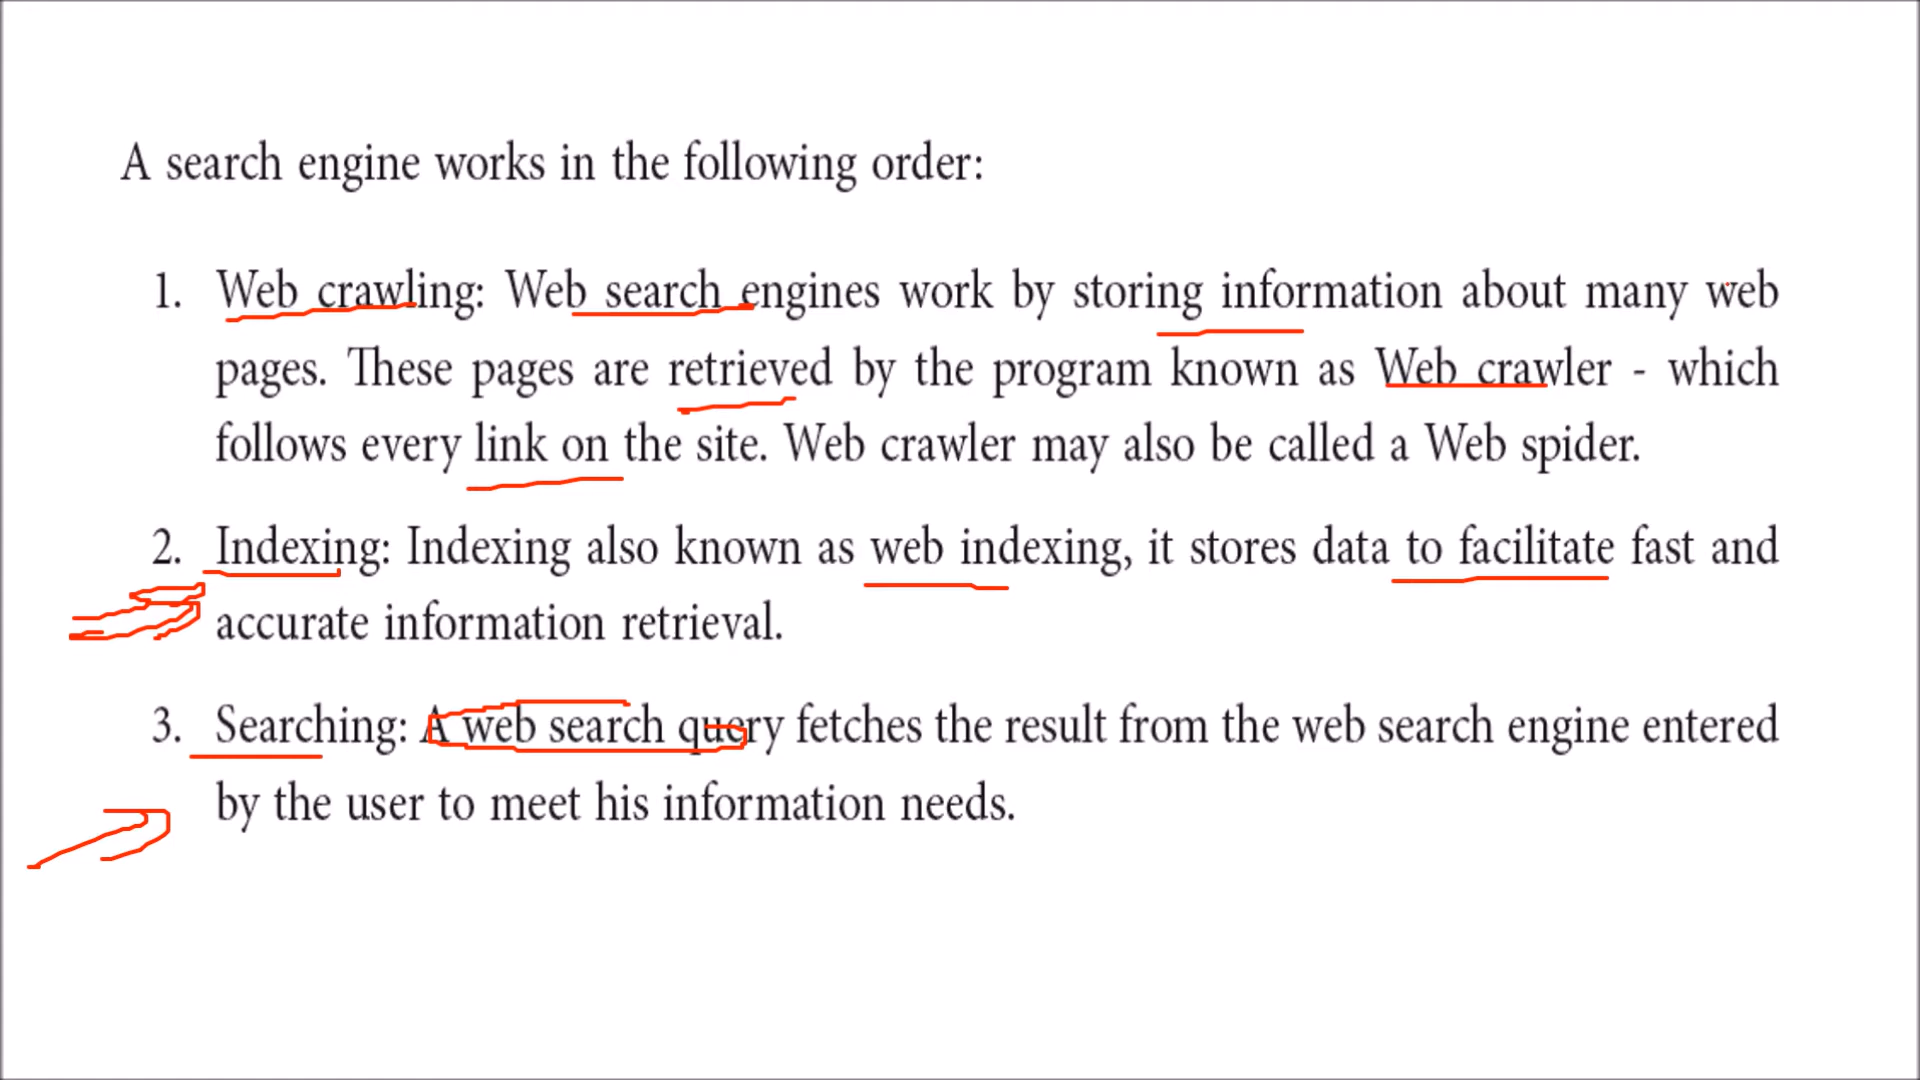 A search engine works in the following order:
1. Web crawling: Web search engines work by storing information about many web
pages. These pages are retrieved by the program known as Web crawler - which
follows every link on the site. Web crawler may also be called a Web spider.
2. Indexing: Indexing also known as web indexing, it stores data to facilitate fast and
accurate information retrieval.
3. Searching: A web search query fetches the result from the web search engine entered
by the user to meet his information needs.